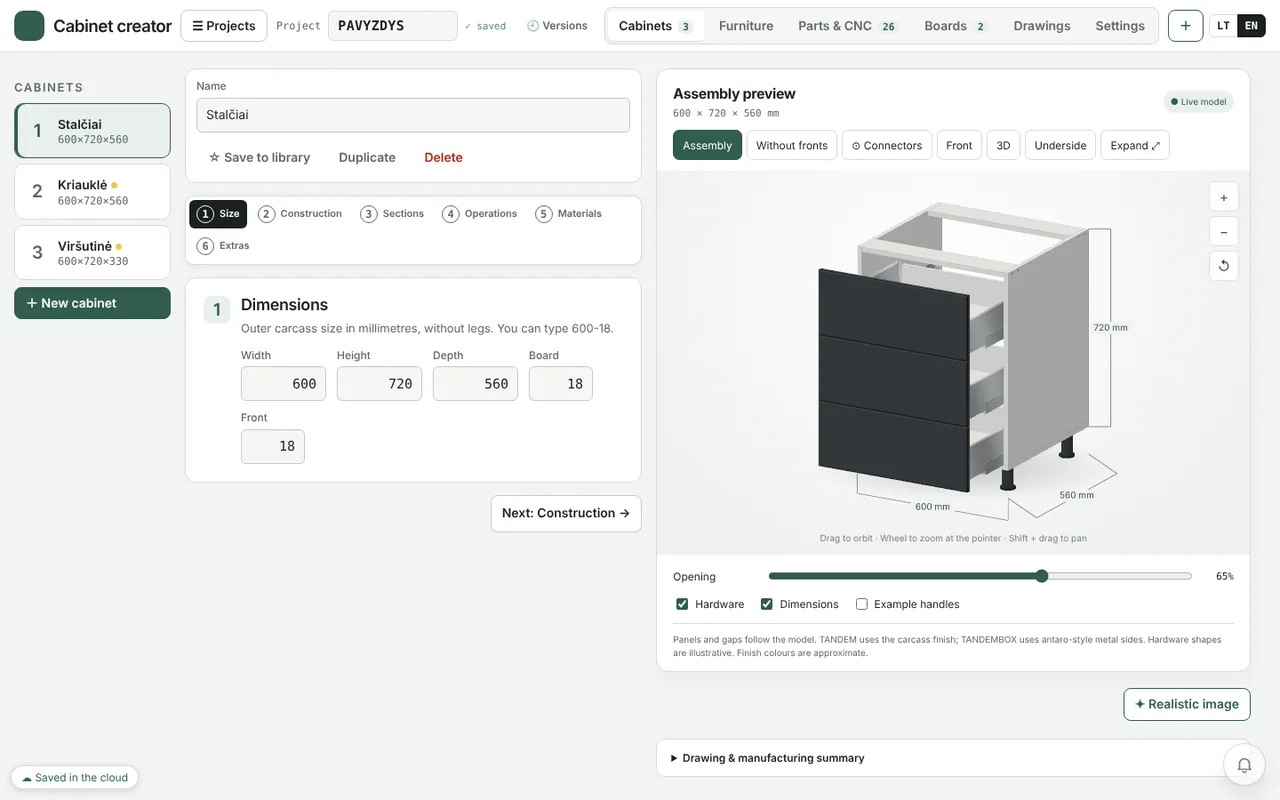 Cabinet creator ☰ Projects Project PAVYZDYS ✓ saved 🕘 Versions Cabinets 3 Furniture Parts & CNC 26 Boards 2 Drawings Settings + LT EN
CABINETS
1 Stalčiai
600×720×560
2 Kriauklė
600×720×560
3 Viršutinė
600×720×330
+ New cabinet
Name
Stalčiai
☆ Save to library Duplicate Delete
1 Size 2 Construction 3 Sections 4 Operations 5 Materials
6 Extras
1 Dimensions
Outer carcass size in millimetres, without legs. You can type 600-18.
Width Height Depth Board
600 720 560 18
Front
18
Next: Construction →
Assembly preview
600 × 720 × 560 mm
Live model
Assembly Without fronts ⊙ Connectors Front 3D Underside Expand ⤢
+
−
↺
720 mm
560 mm
600 mm
Drag to orbit · Wheel to zoom at the pointer · Shift + drag to pan
Opening 65%
Hardware Dimensions Example handles
Panels and gaps follow the model. TANDEM uses the carcass finish; TANDEMBOX uses antaro-style metal sides. Hardware shapes
are illustrative. Finish colours are approximate.
✦ Realistic image
▶ Drawing & manufacturing summary
☁ Saved in the cloud